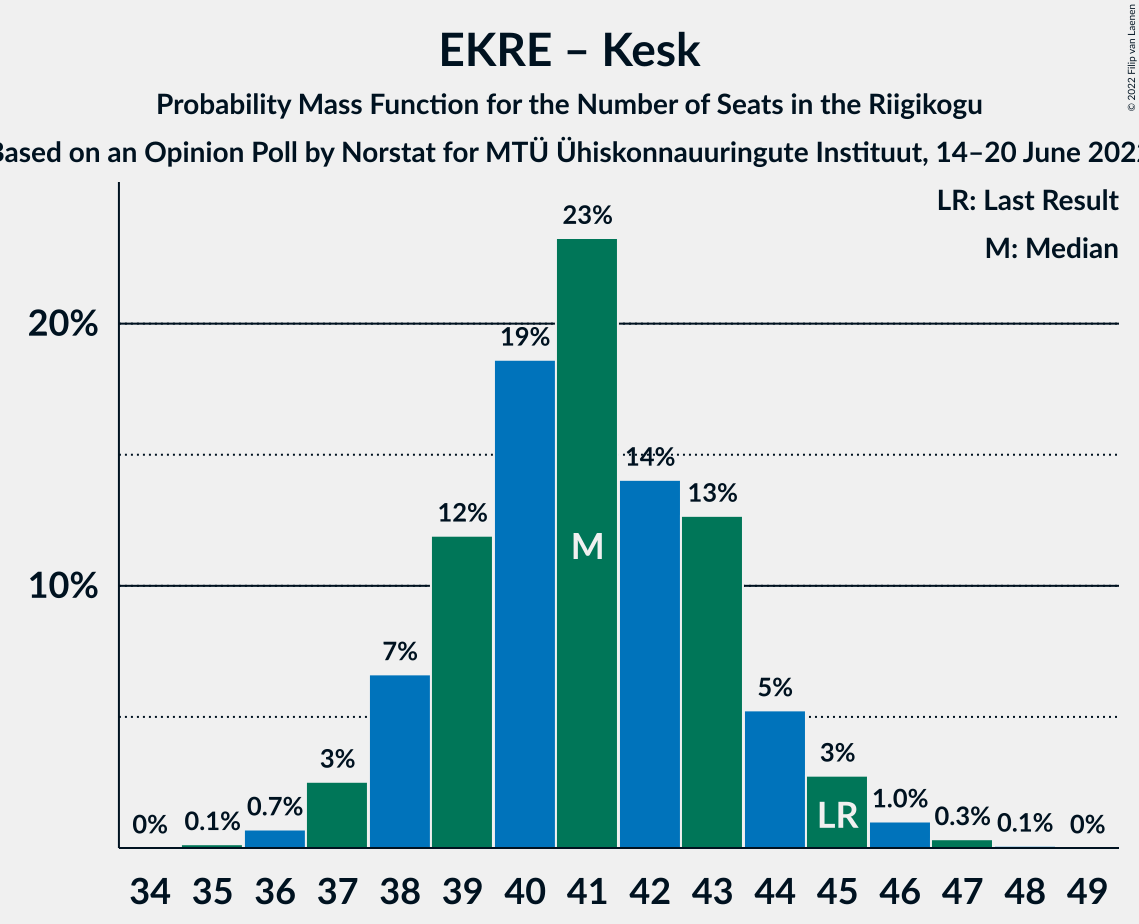 © 2022 Filip van Laenen
EKRE – Kesk
Probability Mass Function for the Number of Seats in the Riigikogu
Based on an Opinion Poll by Norstat for MTÜ Ühiskonnauuringute Instituut, 14–20 June 2022
LR: Last Result
M: Median
20%
10%
0%
0.1%
0.7%
3%
7%
12%
19%
23%
14%
13%
5%
3%
1.0%
0.3%
0.1%
0%
M
LR
34 35 36 37 38 39 40 41 42 43 44 45 46 47 48 49